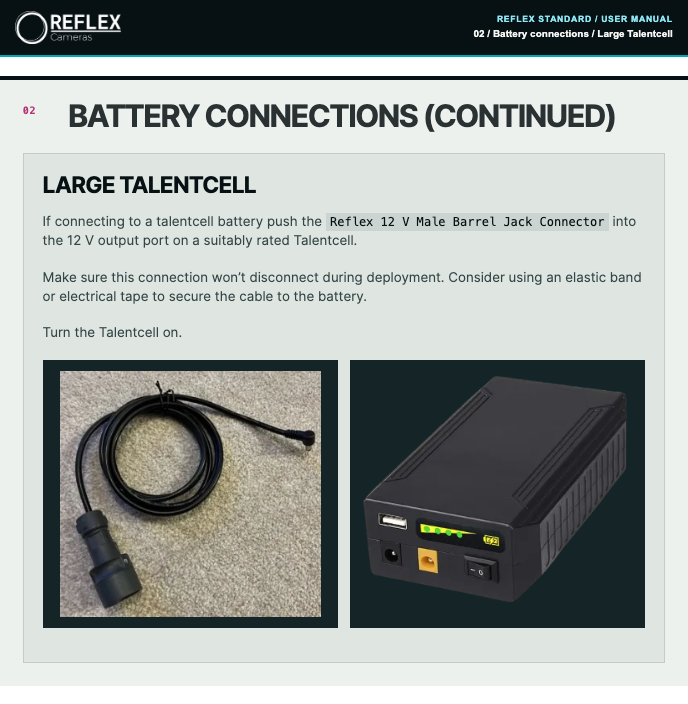 REFLEX
Cameras
REFLEX STANDARD / USER MANUAL
02 / Battery connections / Large Talentcell
02
BATTERY CONNECTIONS (CONTINUED)
LARGE TALENTCELL
If connecting to a talentcell battery push the Reflex 12 V Male Barrel Jack Connector into
the 12 V output port on a suitably rated Talentcell.
Make sure this connection won’t disconnect during deployment. Consider using an elastic band
or electrical tape to secure the cable to the battery.
Turn the Talentcell on.